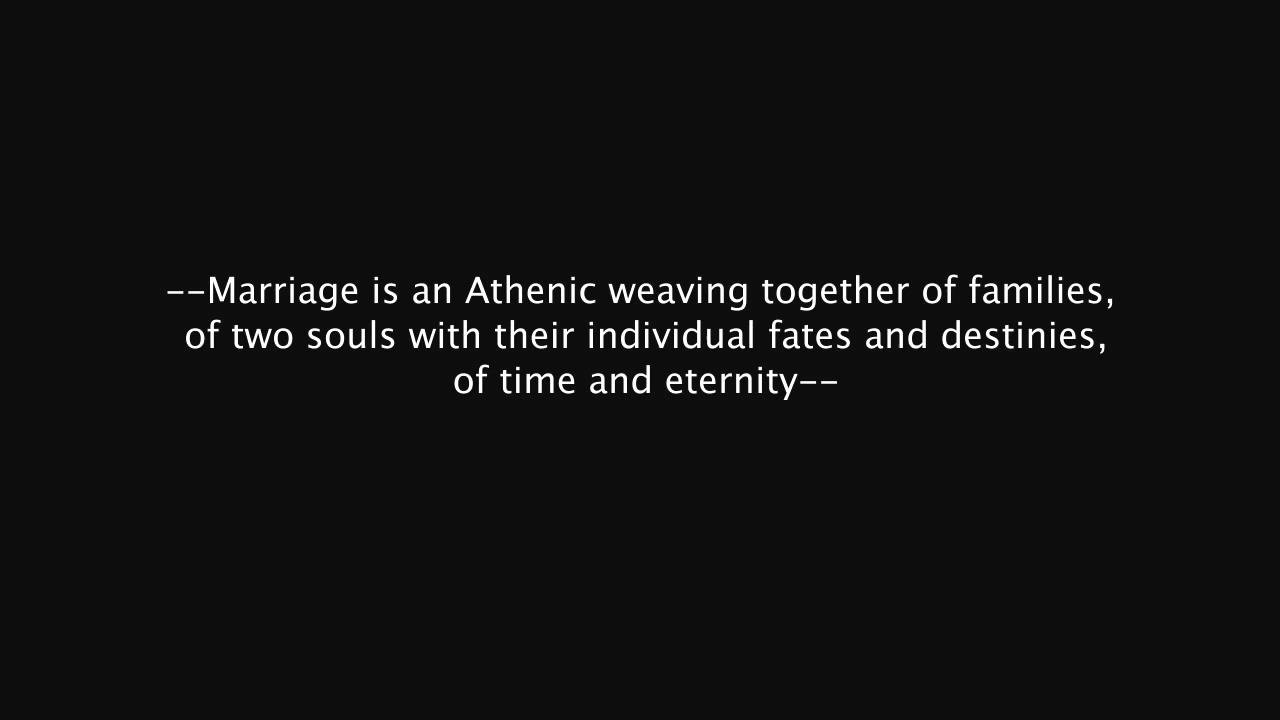 --Marriage is an Athenic weaving together of families,
of two souls with their individual fates and destinies,
of time and eternity--